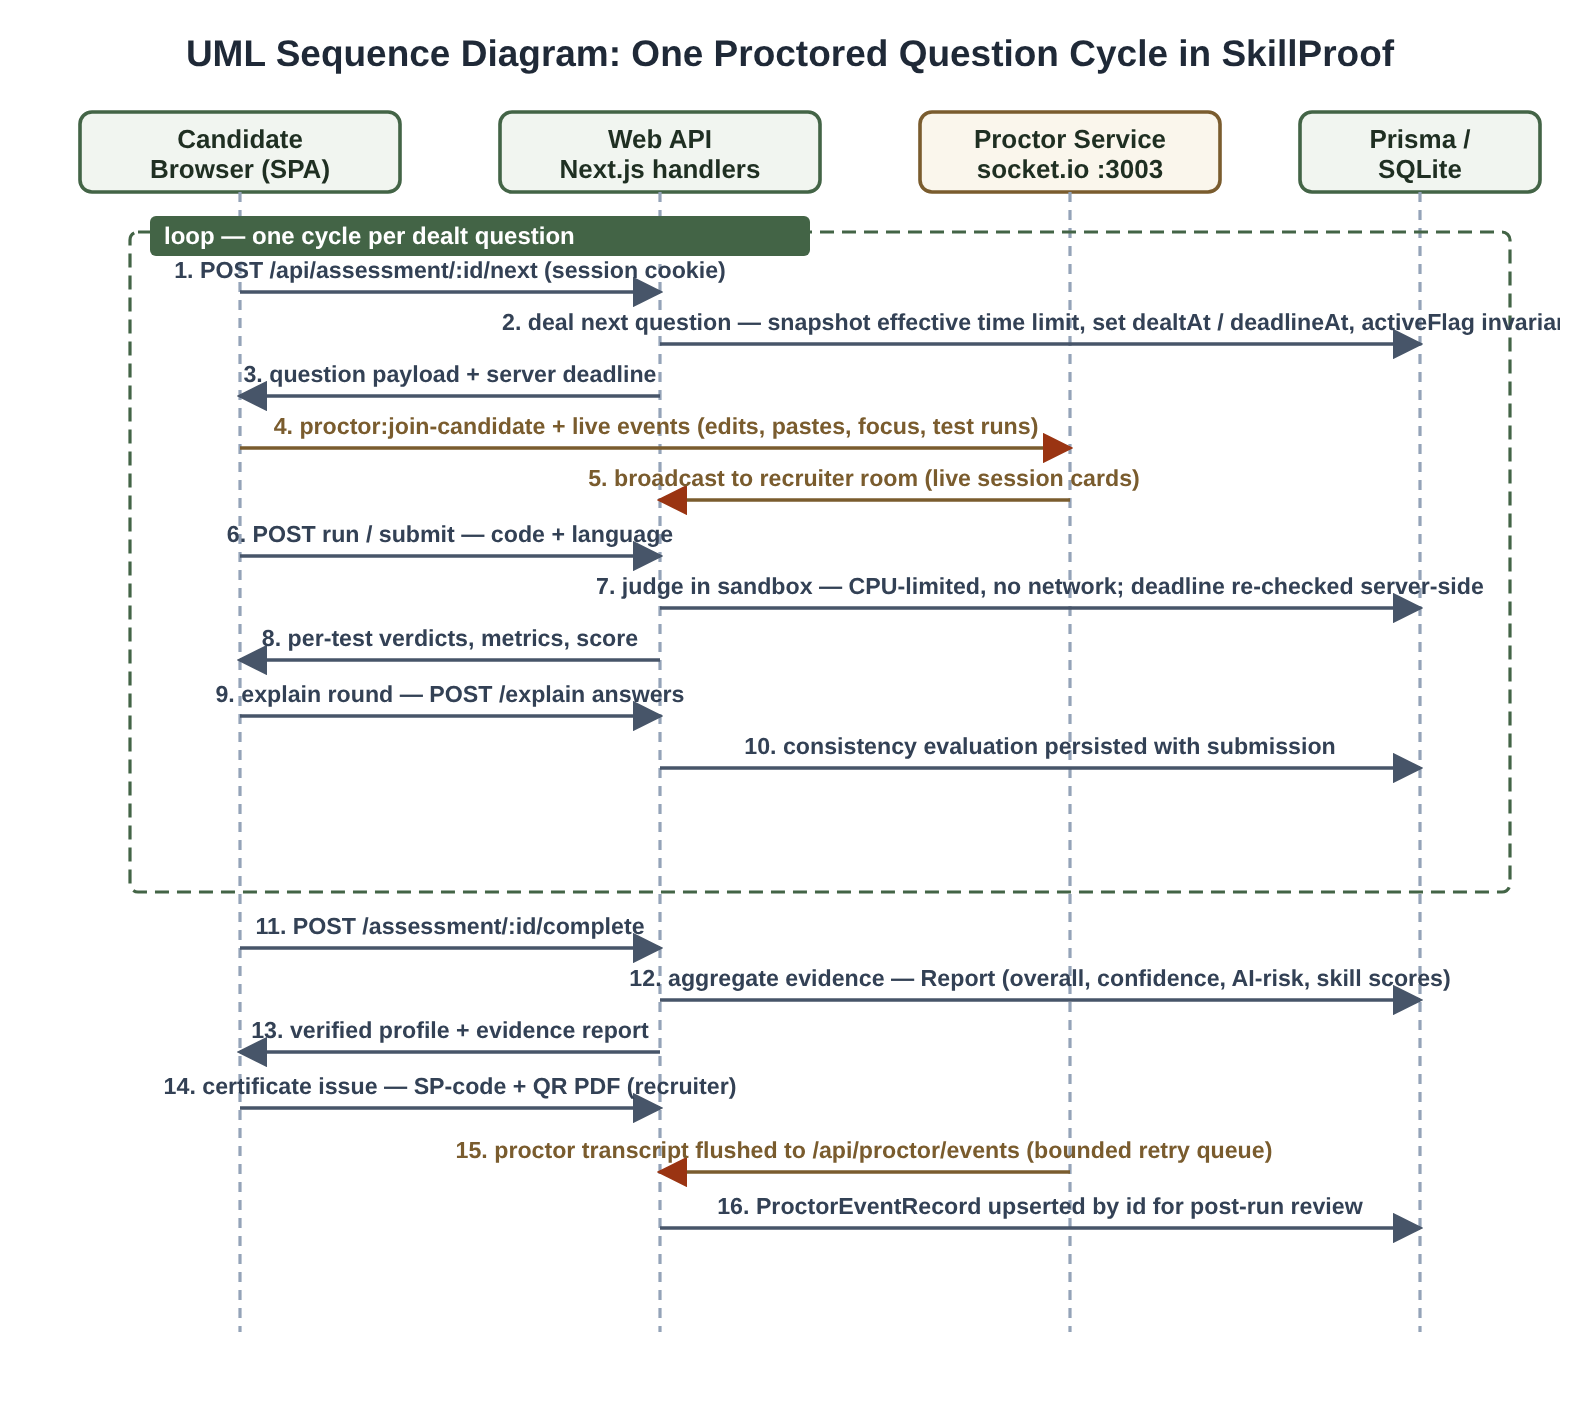 UML Sequence Diagram: One Proctored Question Cycle in SkillProof
Candidate
Browser (SPA)
Web API
Next.js handlers
Proctor Service
socket.io :3003
Prisma /
SQLite
loop — one cycle per dealt question
1. POST /api/assessment/:id/next (session cookie)
2. deal next question — snapshot effective time limit, set dealtAt / deadlineAt, activeFlag
3. question payload + server deadline
4. proctor:join-candidate + live events (edits, pastes, focus, test runs)
5. broadcast to recruiter room (live session cards)
6. POST run / submit — code + language
7. judge in sandbox — CPU-limited, no network; deadline re-checked server-side
8. per-test verdicts, metrics, score
9. explain round — POST /explain answers
10. consistency evaluation persisted with submission
11. POST /assessment/:id/complete
12. aggregate evidence — Report (overall, confidence, AI-risk, skill scores)
13. verified profile + evidence report
14. certificate issue — SP-code + QR PDF (recruiter)
15. proctor transcript flushed to /api/proctor/events (bounded retry queue)
16. ProctorEventRecord upserted by id for post-run review